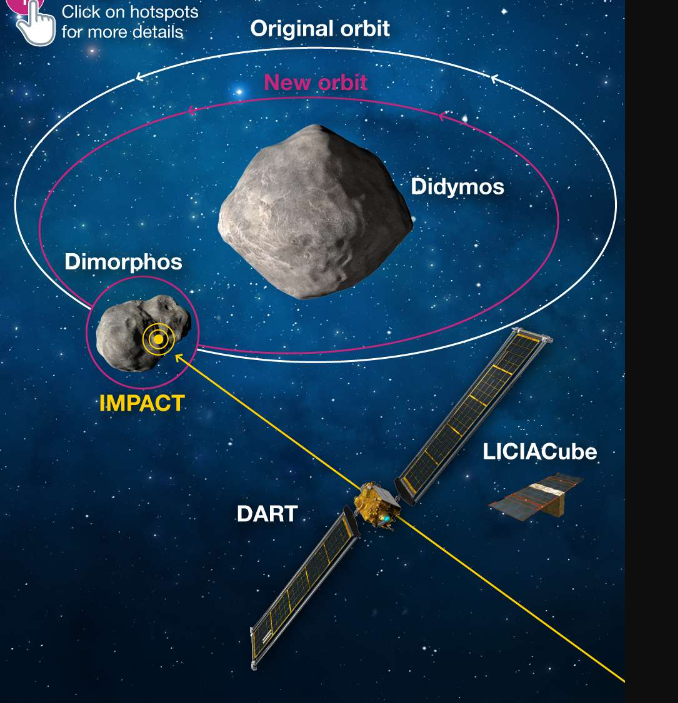 Click on hotspots
for more details
Original orbit
New orbit
Didymos
Dimorphos
IMPACT
LICIACube
DART